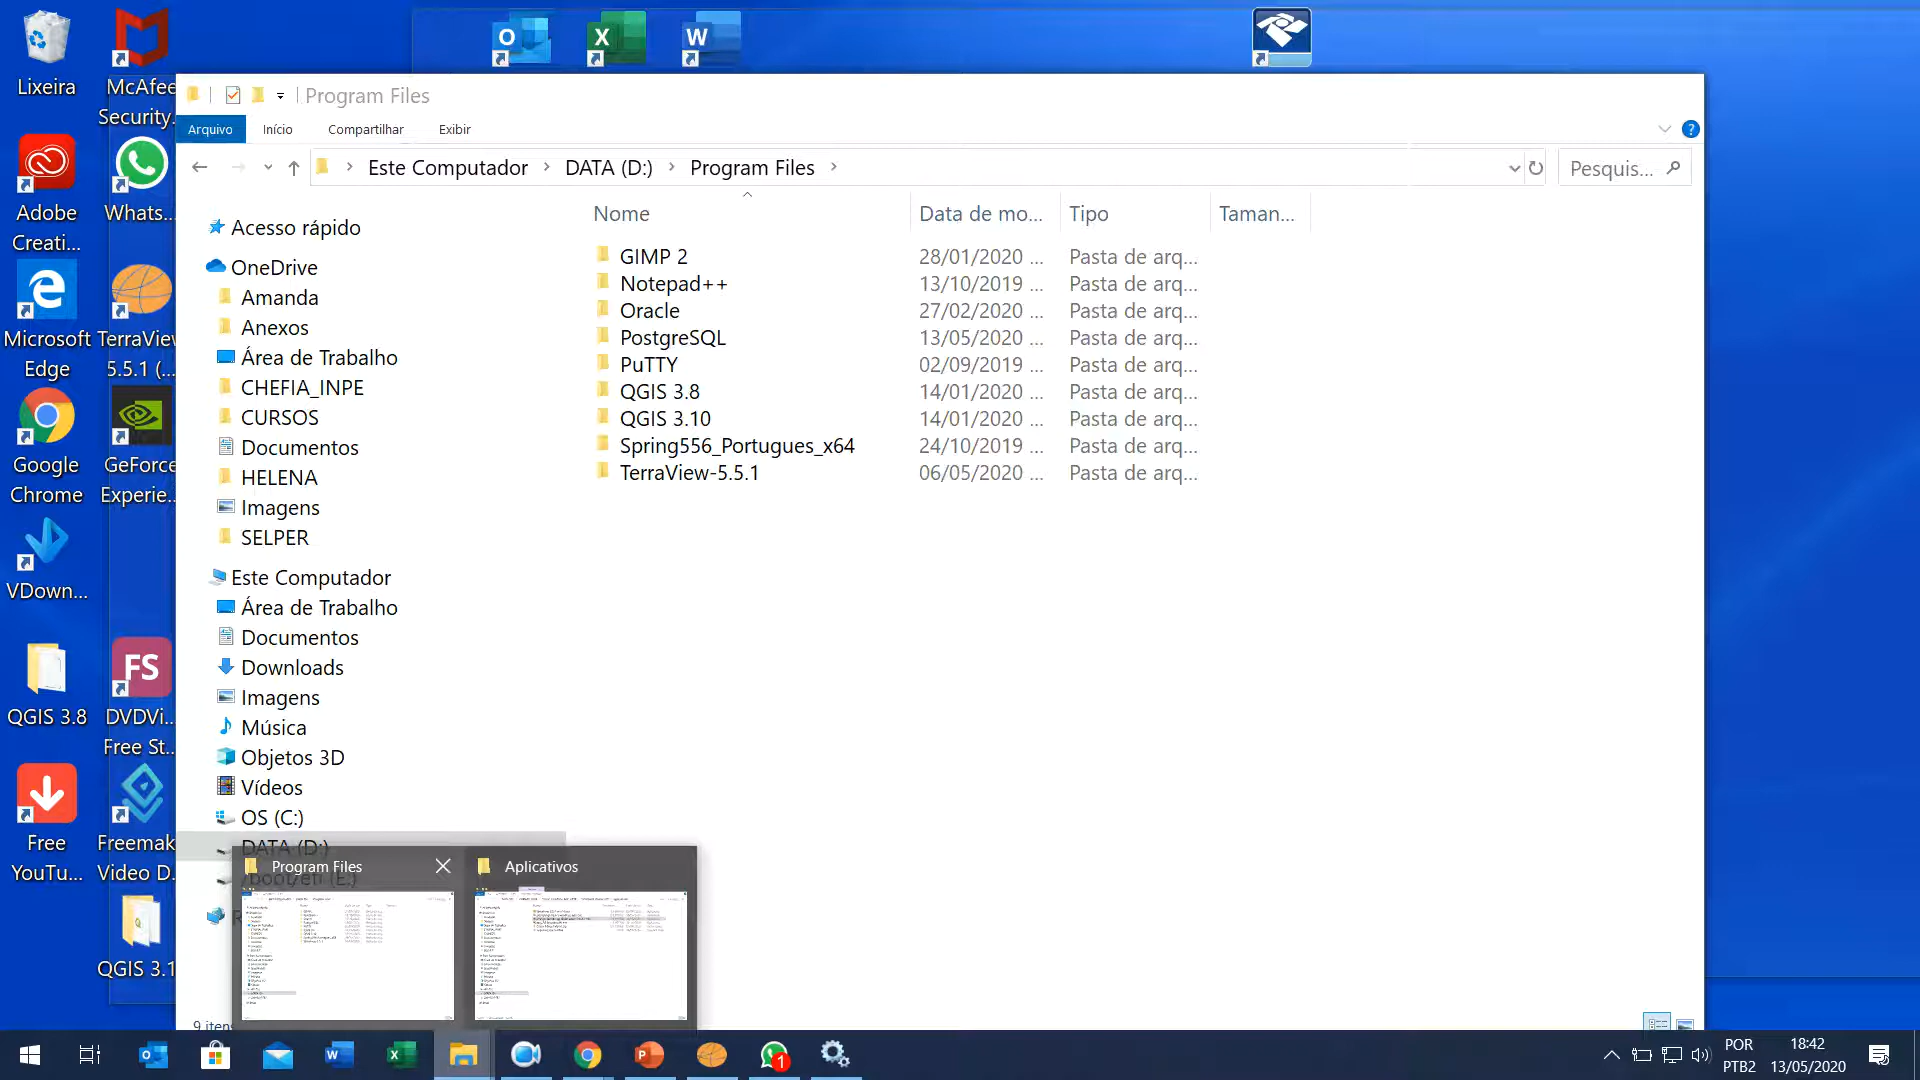 Lixeira
McAfee
Security...
Adobe
Creati...
Whats...
Microsoft
Edge
TerraView
5.5.1 (...
Google
Chrome
GeForce
Experie...
VDown...
QGIS 3.8
DVDVi...
Free St...
Free
YouTu...
Freemak
Video D...
QGIS 3.1
Program Files
Arquivo
Início
Compartilhar
Exibir
Este Computador
DATA (D:)
Program Files
Pesquis...
Nome
Data de mo...
Tipo
Taman...
GIMP 2 28/01/2020 ... Pasta de arq...
Notepad++ 13/10/2019 ... Pasta de arq...
Oracle 27/02/2020 ... Pasta de arq...
PostgreSQL 13/05/2020 ... Pasta de arq...
PuTTY 02/09/2019 ... Pasta de arq...
QGIS 3.8 14/01/2020 ... Pasta de arq...
QGIS 3.10 14/01/2020 ... Pasta de arq...
Spring556_Portugues_x64 24/10/2019 ... Pasta de arq...
TerraView-5.5.1 06/05/2020 ... Pasta de arq...
Acesso rápido
OneDrive
Amanda
Anexos
Área de Trabalho
CHEFIA_INPE
CURSOS
Documentos
HELENA
Imagens
SELPER
Este Computador
Área de Trabalho
Documentos
Downloads
Imagens
Música
Objetos 3D
Vídeos
OS (C:)
DATA (D:)
Program Files
Aplicativos
9 itens
POR
PTB2
18:42
13/05/2020
1